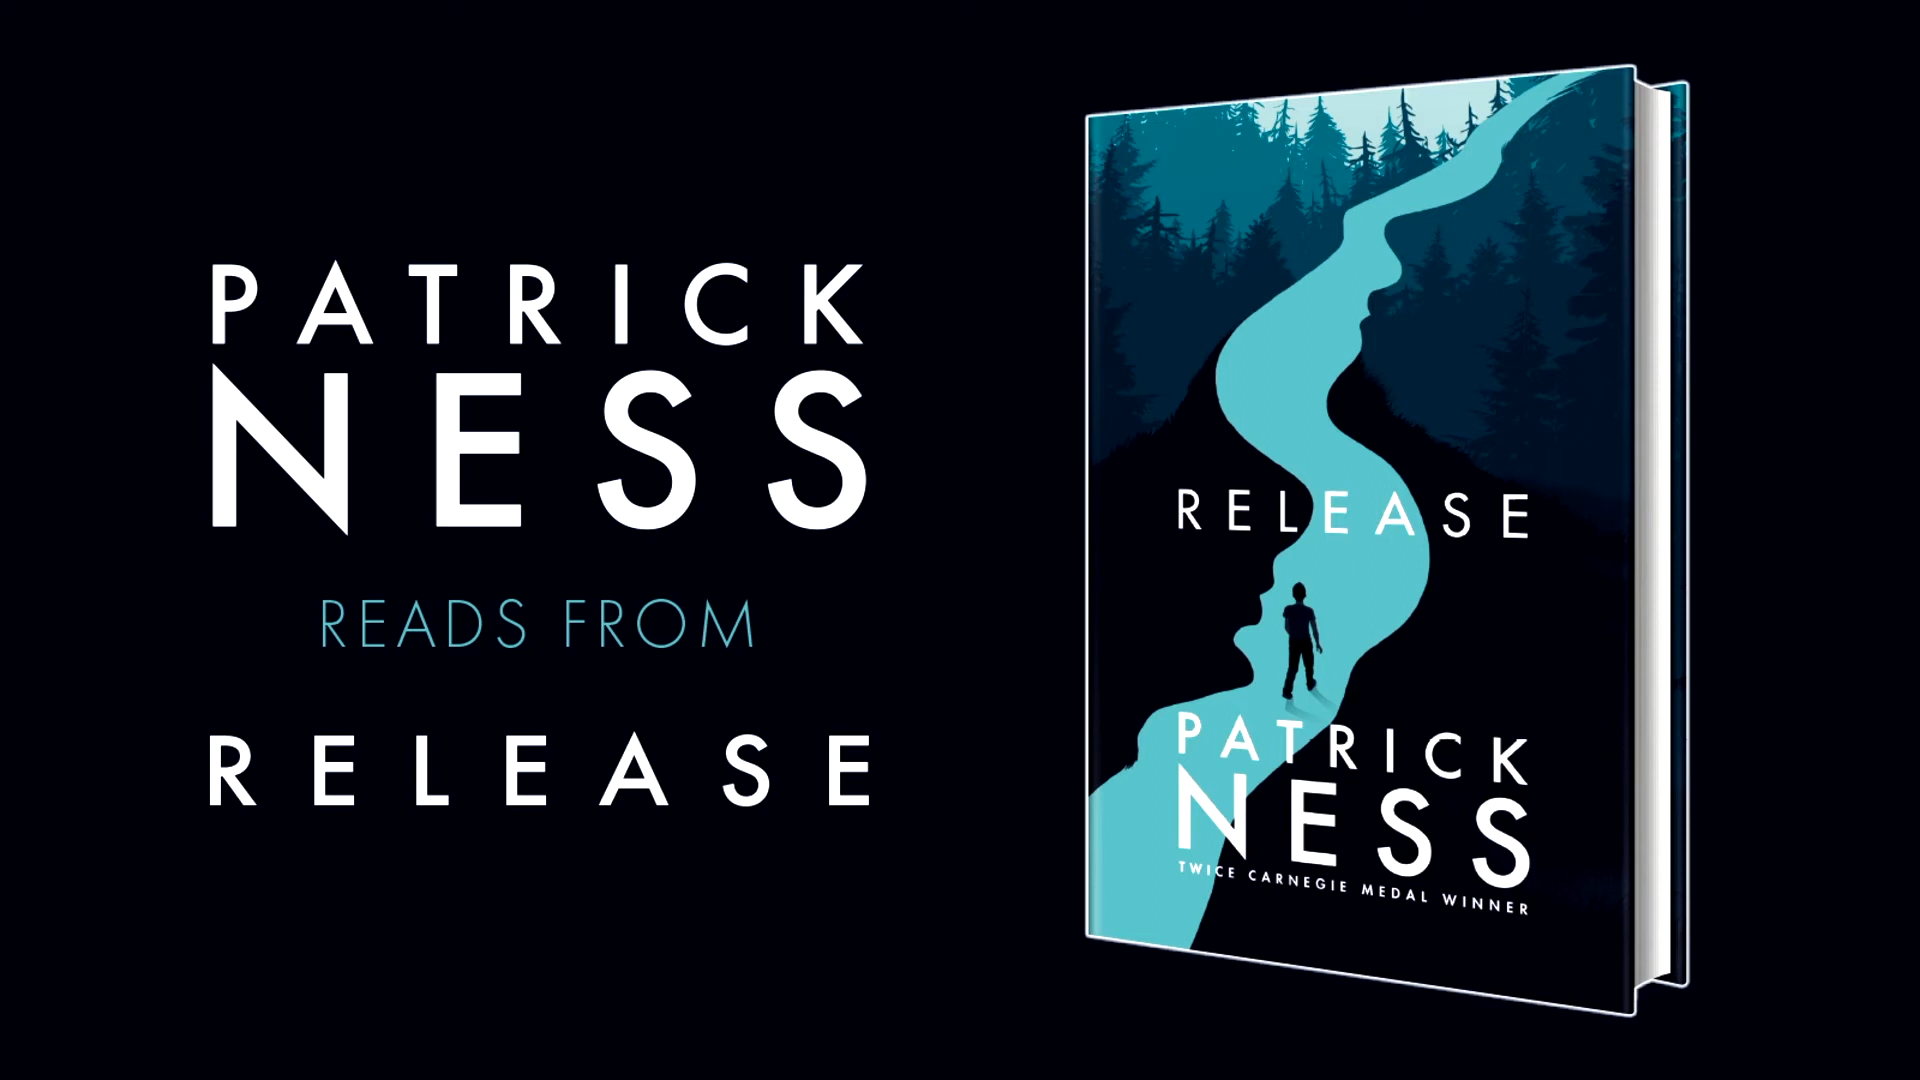 PATRICK
NESS
READS FROM
RELEASE
RELEASE
PATRICK
NESS
TWICE CARNEGIE MEDAL WINNER